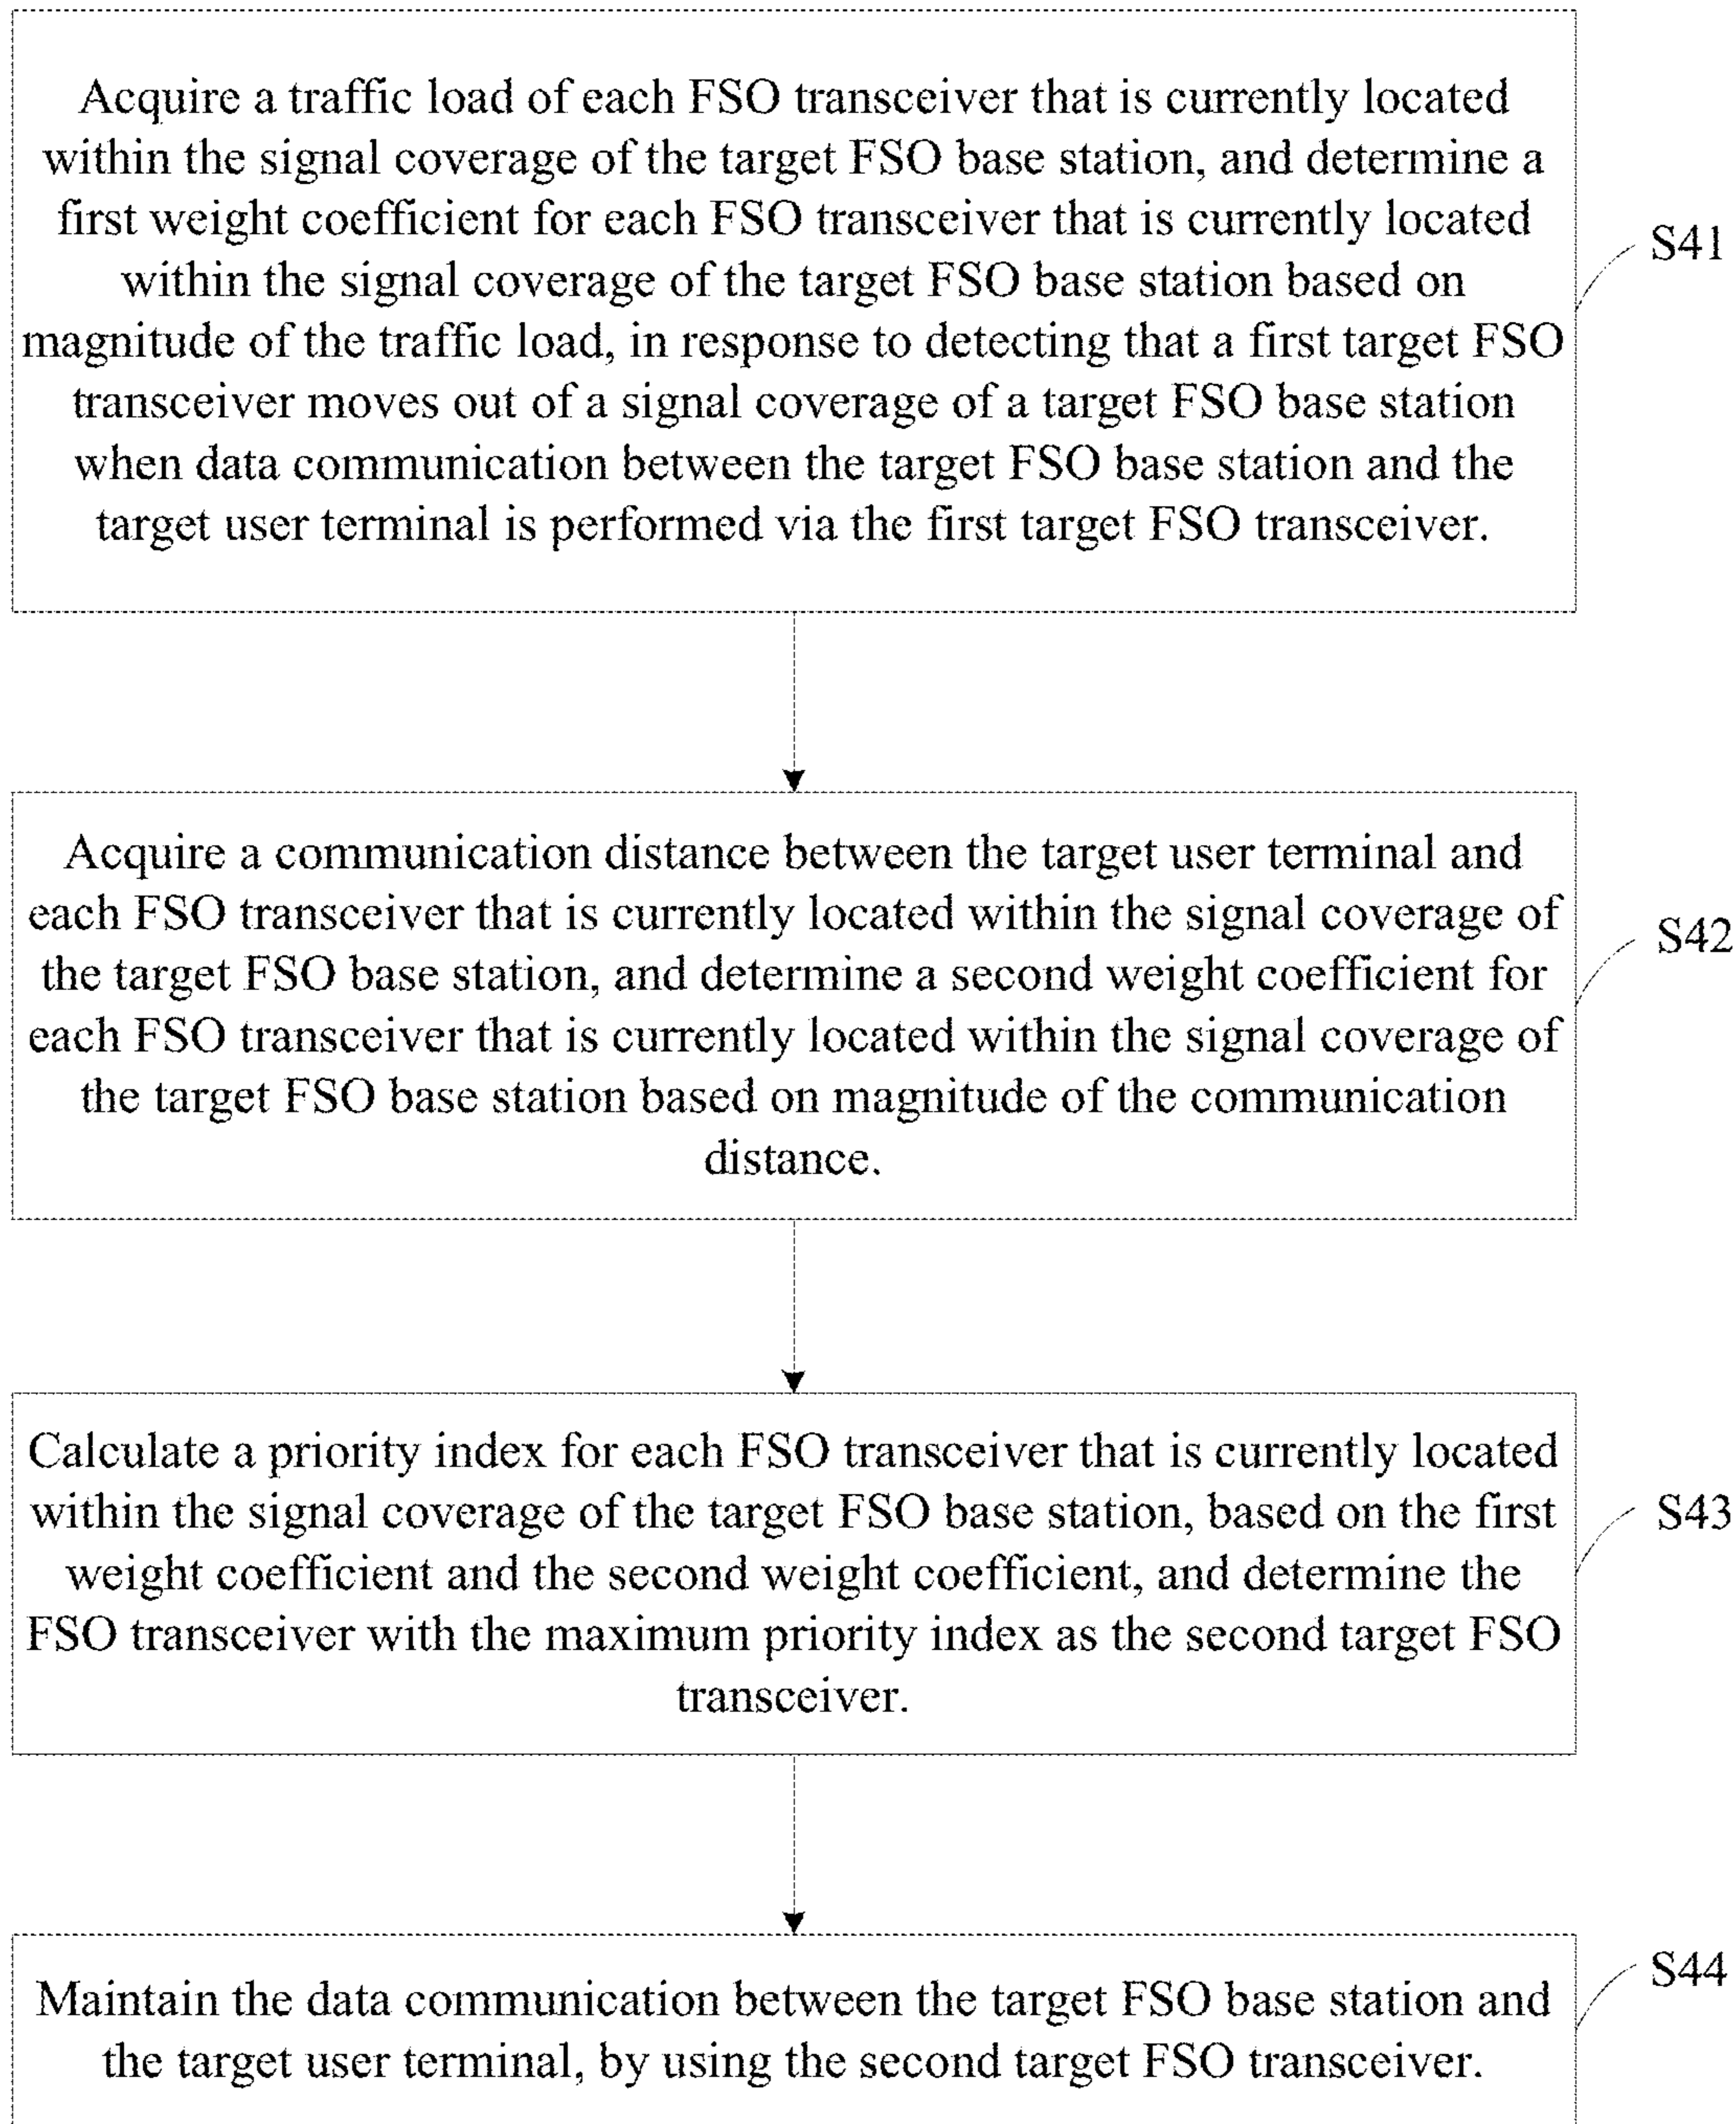 Acquire a traffic load of each FSO transceiver that is currently located
within the signal coverage of the target FSO base station, and determine a
first weight coefficient for each FSO transceiver that is currently located
within the signal coverage of the target FSO base station based on
magnitude of the traffic load, in response to detecting that a first target FSO
transceiver moves out of a signal coverage of a target FSO base station
when data communication between the target FSO base station and the
target user terminal is performed via the first target FSO transceiver.
S41
Acquire a communication distance between the target user terminal and
each FSO transceiver that is currently located within the signal coverage of
the target FSO base station, and determine a second weight coefficient for
each FSO transceiver that is currently located within the signal coverage of
the target FSO base station based on magnitude of the communication
distance.
S42
Calculate a priority index for each FSO transceiver that is currently located
within the signal coverage of the target FSO base station, based on the first
weight coefficient and the second weight coefficient, and determine the
FSO transceiver with the maximum priority index as the second target FSO
transceiver.
S43
Maintain the data communication between the target FSO base station and
the target user terminal, by using the second target FSO transceiver.
S44